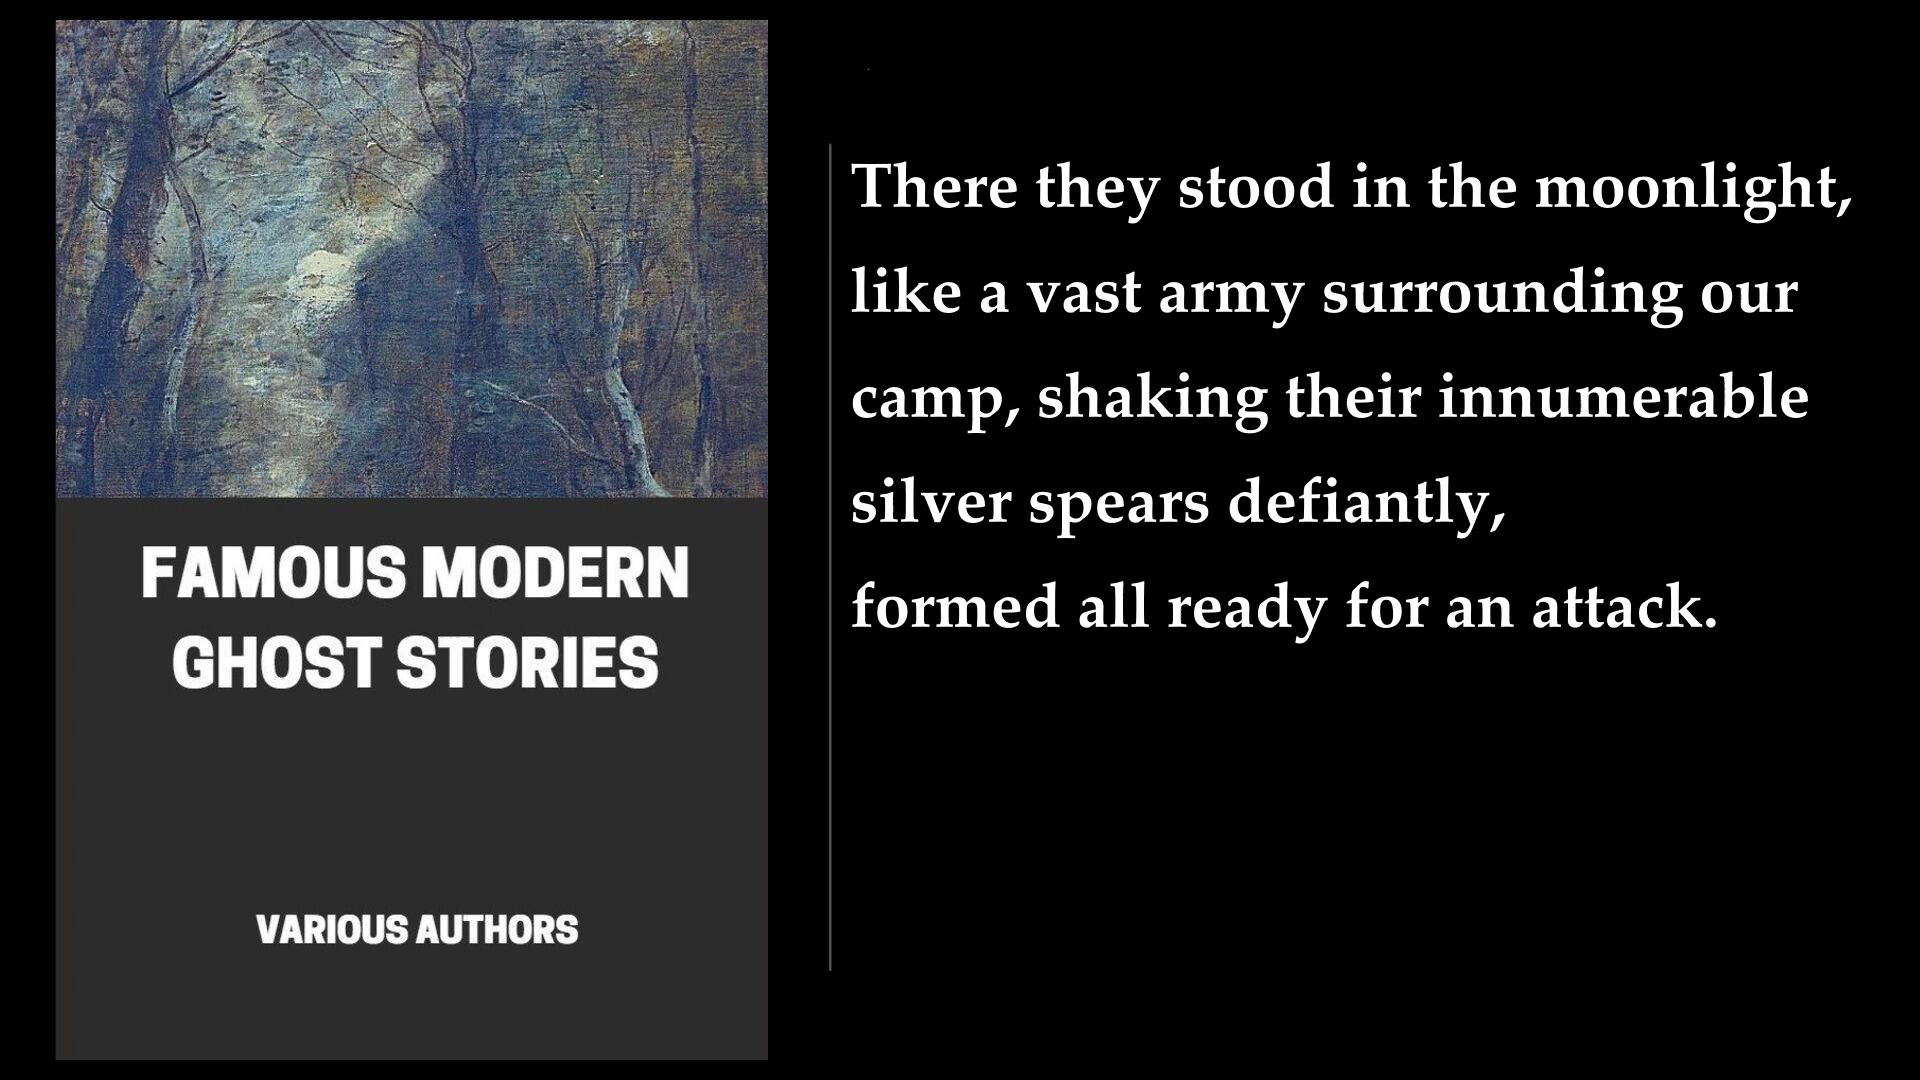 FAMOUS MODERN
GHOST STORIES
VARIOUS AUTHORS
There they stood in the moonlight,
like a vast army surrounding our
camp, shaking their innumerable
silver spears defiantly,
formed all ready for an attack.